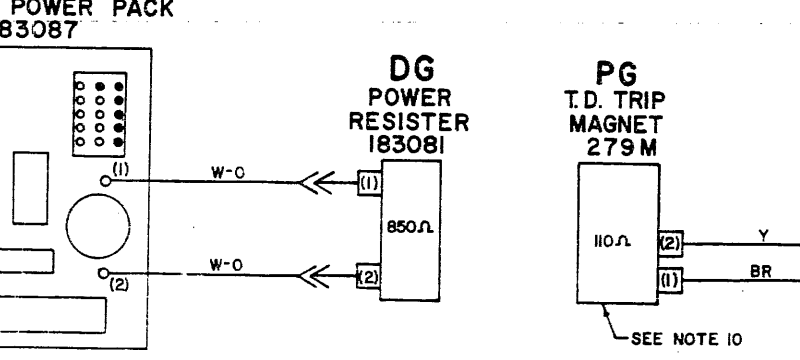 POWER PACK
83087
DG
POWER
RESISTER
183081
PG
T.D. TRIP
MAGNET
279M
(1)
W-O
(1)
850Ω
W-O
(2)
(2)
110Ω
(2)
Y
(1)
BR
SEE NOTE 10